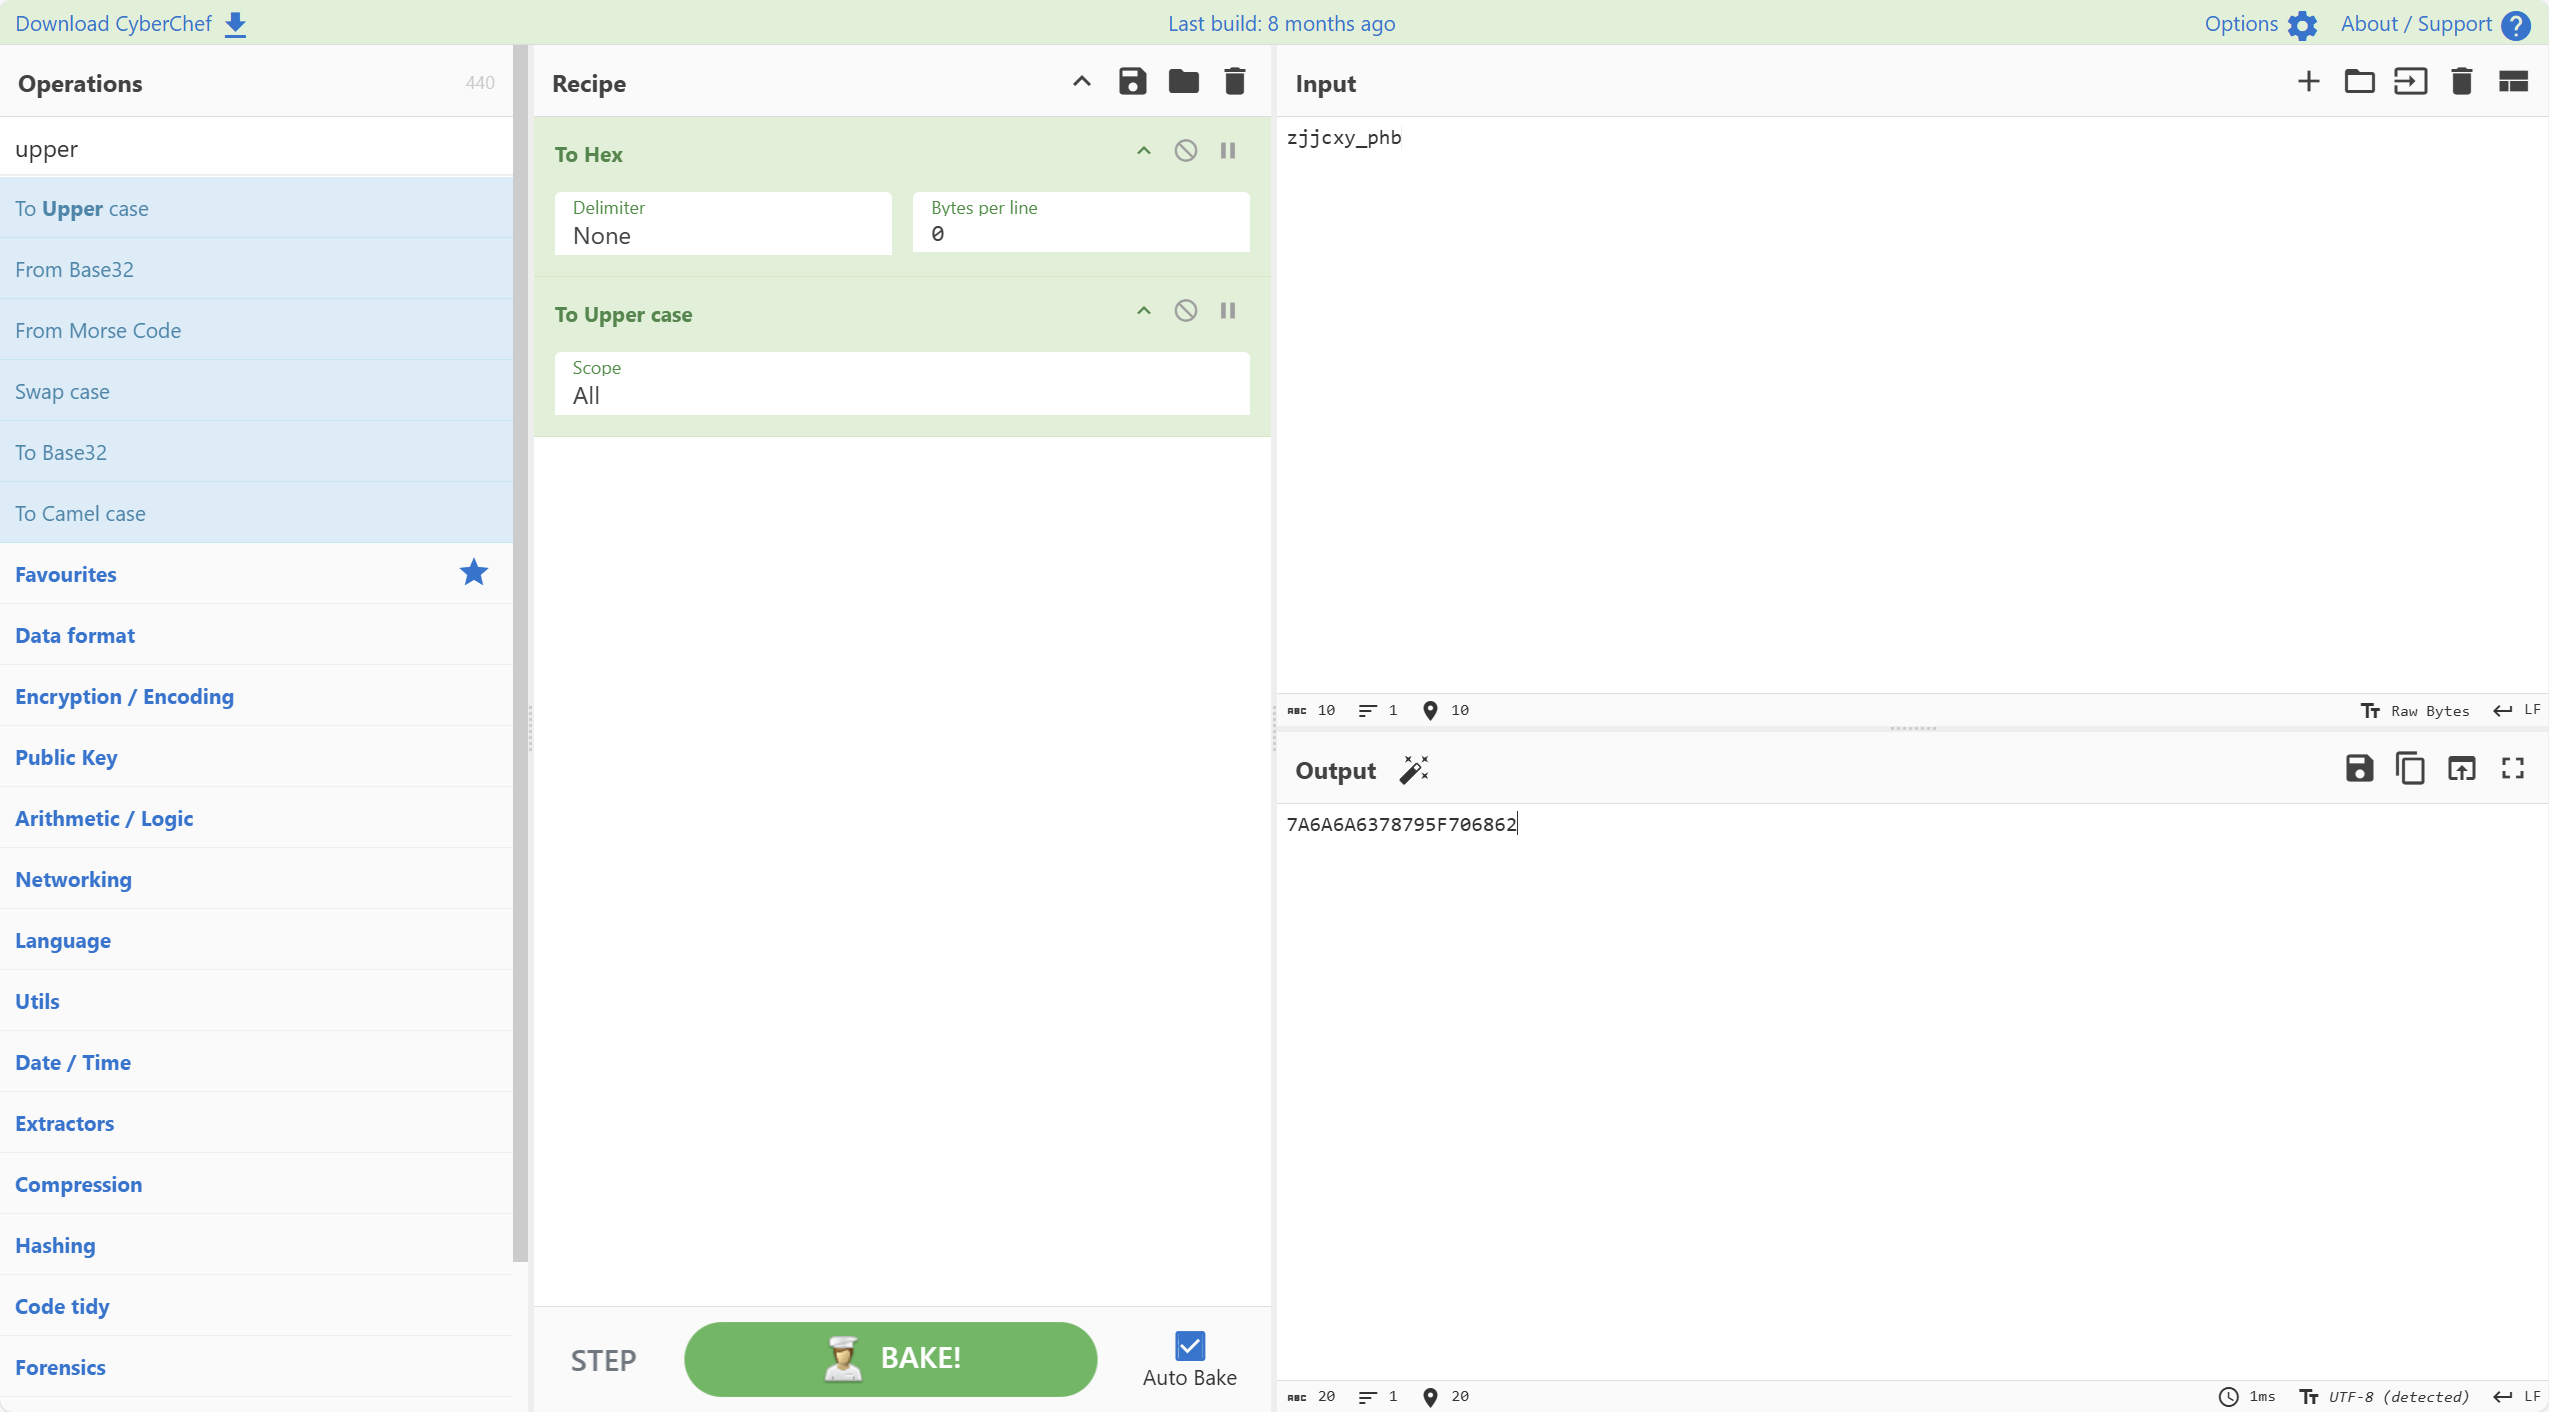 Download CyberChef
Last build: 8 months ago
Options
About / Support
Operations
440
upper
To Upper case
From Base32
From Morse Code
Swap case
To Base32
To Camel case
Favourites
Data format
Encryption / Encoding
Public Key
Arithmetic / Logic
Networking
Language
Utils
Date / Time
Extractors
Compression
Hashing
Code tidy
Forensics
Recipe
To Hex
Delimiter
None
Bytes per line
0
To Upper case
Scope
All
STEP
BAKE!
Auto Bake
Input
zjjcxy_phb
ABC 10 1 10
Raw Bytes LF
Output
7A6A6A6378795F706862
ABC 20 1 20
1ms UTF-8 (detected) LF